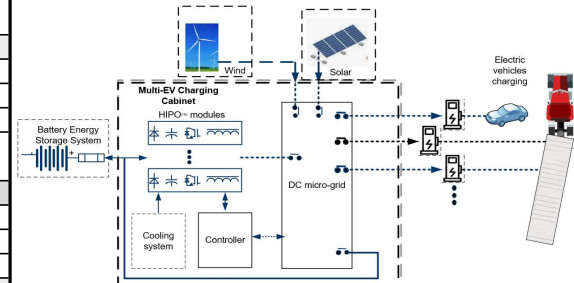 Wind
Solar
Electric
vehicles
charging
Multi-EV Charging
Cabinet
HIPO™ modules
Battery Energy
Storage System
+
DC micro-grid
Cooling
system
Controller